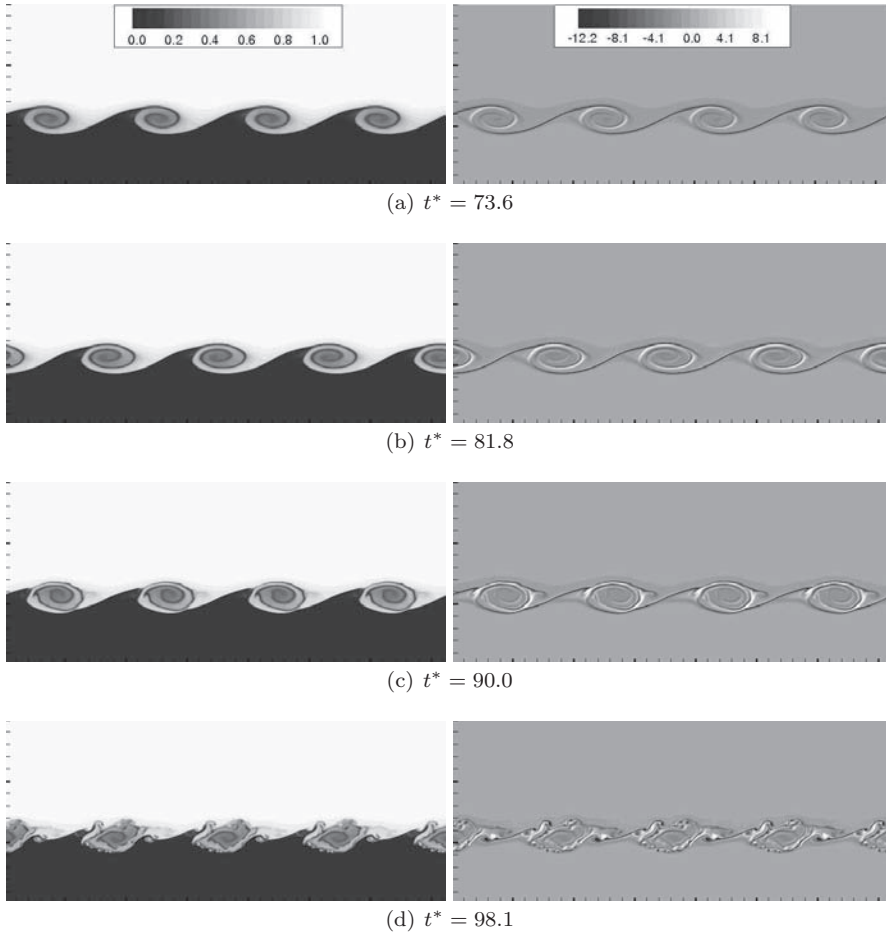 0.0 0.2 0.4 0.6 0.8 1.0
-12.2 -8.1 -4.1 0.0 4.1 8.1
(a) t* = 73.6
(b) t* = 81.8
(c) t* = 90.0
(d) t* = 98.1